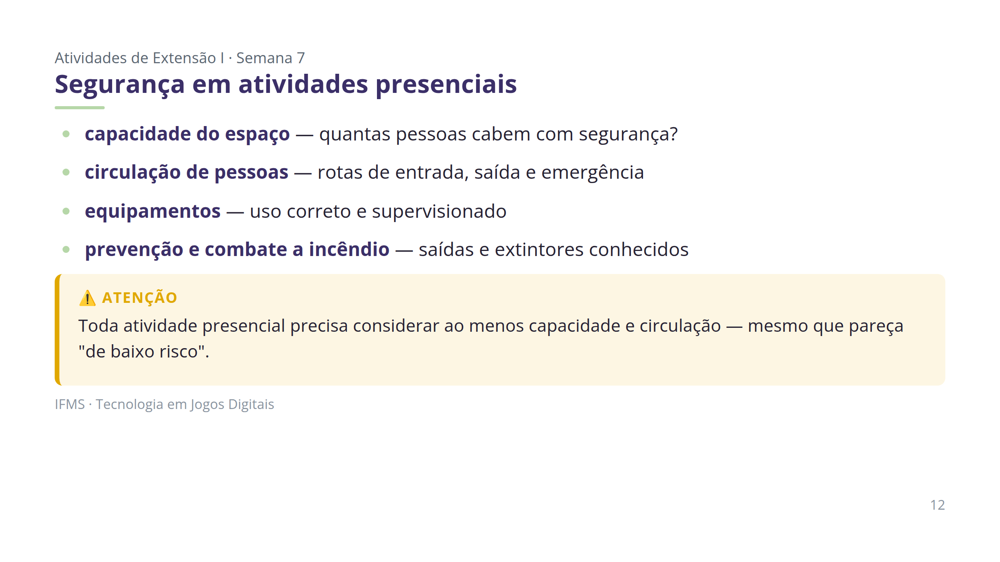 Atividades de Extensão I · Semana 7
Segurança em atividades presenciais
• capacidade do espaço — quantas pessoas cabem com segurança?
• circulação de pessoas — rotas de entrada, saída e emergência
• equipamentos — uso correto e supervisionado
• prevenção e combate a incêndio — saídas e extintores conhecidos
⚠️ ATENÇÃO
Toda atividade presencial precisa considerar ao menos capacidade e circulação — mesmo que pareça
"de baixo risco".
IFMS · Tecnologia em Jogos Digitais
12